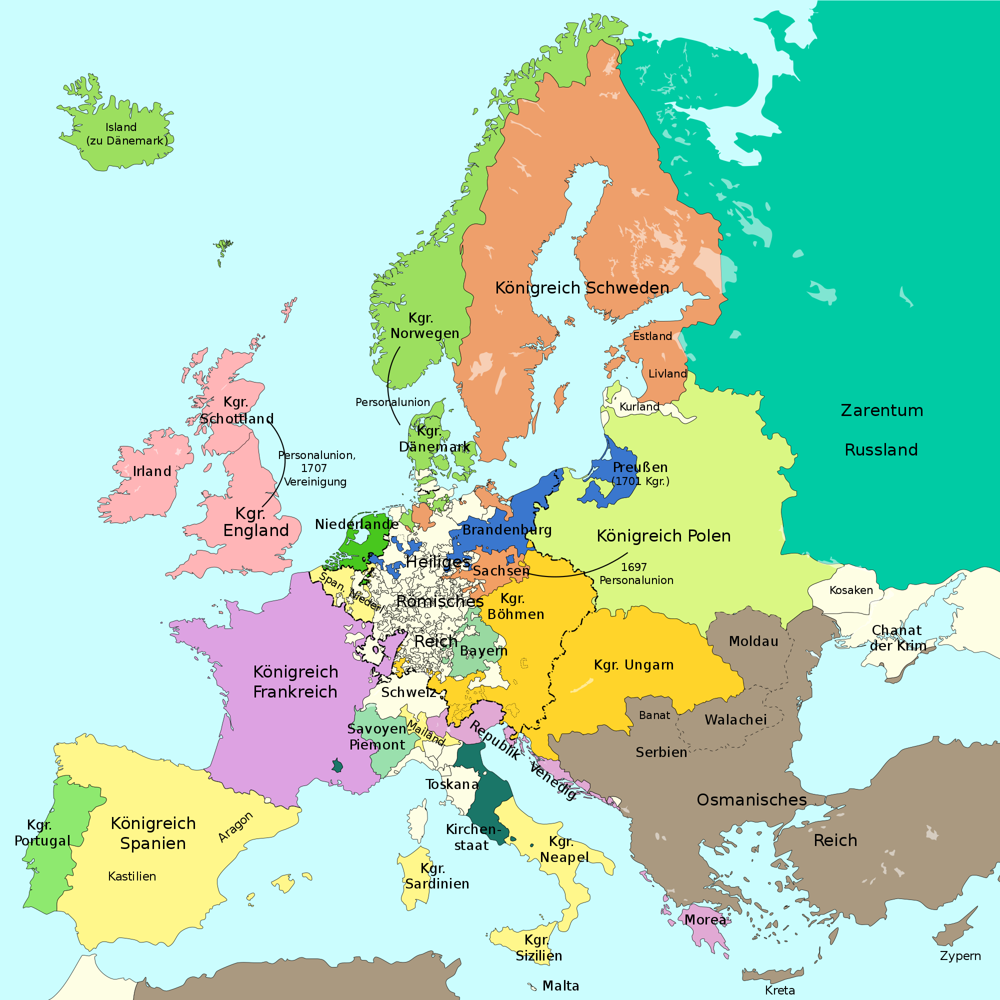 Island
(zu Dänemark)
Königreich Schweden
Kgr.
Norwegen
Estland
Livland
Personalunion
Kgr.
Schottland
Kurland
Zarentum
Russland
Kgr.
Dänemark
Personalunion,
1707
Vereinigung
Irland
Preußen
(1701 Kgr.)
Kgr.
England
Niederlande
Brandenburg
Königreich Polen
Heiliges
Sachsen
1697
Personalunion
Span. Niederl.
Kosaken
Römisches
Kgr.
Böhmen
Chanat
der Krim
Reich
Bayern
Moldau
Kgr. Ungarn
Königreich
Frankreich
Schweiz
Banat
Walachei
Savoyen-
Piemont
Mailand
Republik
Venedig
Serbien
Toskana
Osmanisches
Reich
Kgr.
Portugal
Königreich
Spanien
Aragon
Kastilien
Kirchen-
staat
Kgr.
Neapel
Kgr.
Sardinien
Morea
Kgr.
Sizilien
Zypern
Malta
Kreta